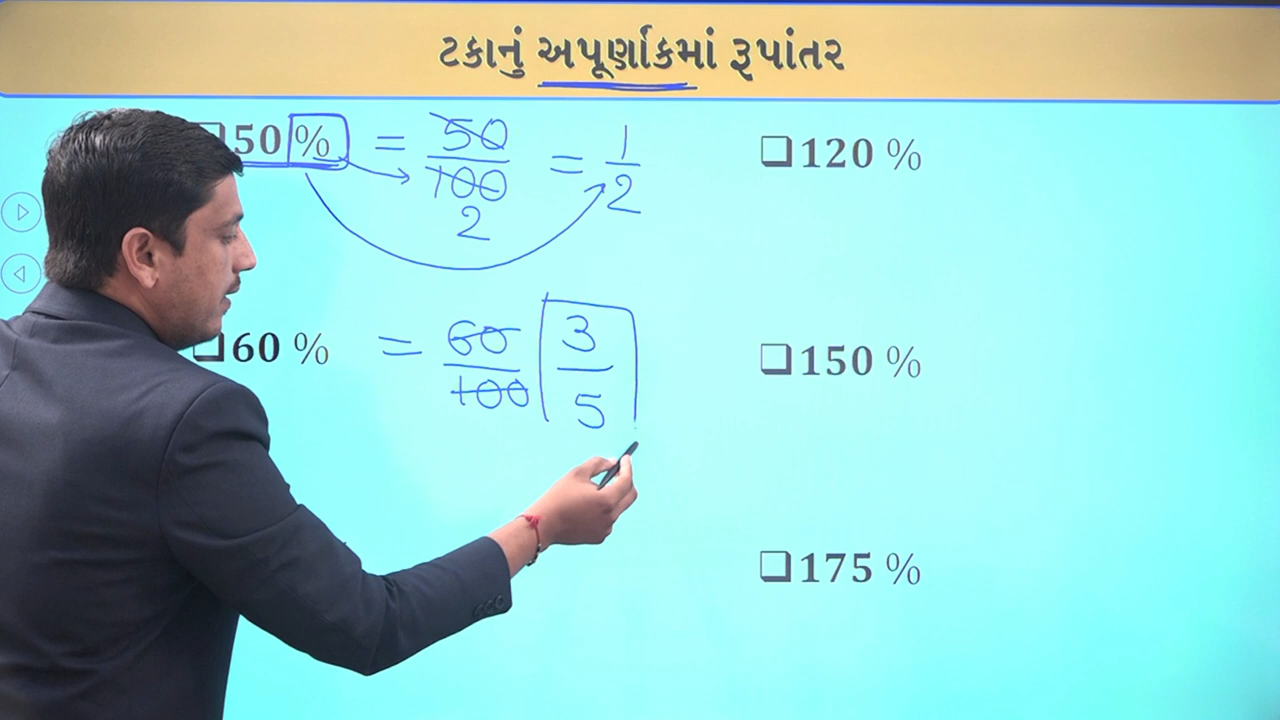 ટકાનું અપૂર્ણાંકમાં રૂપાંતર
50 % = 50/100 2 = 1/2
60 % = 60/100 3/5
120 %
150 %
175 %